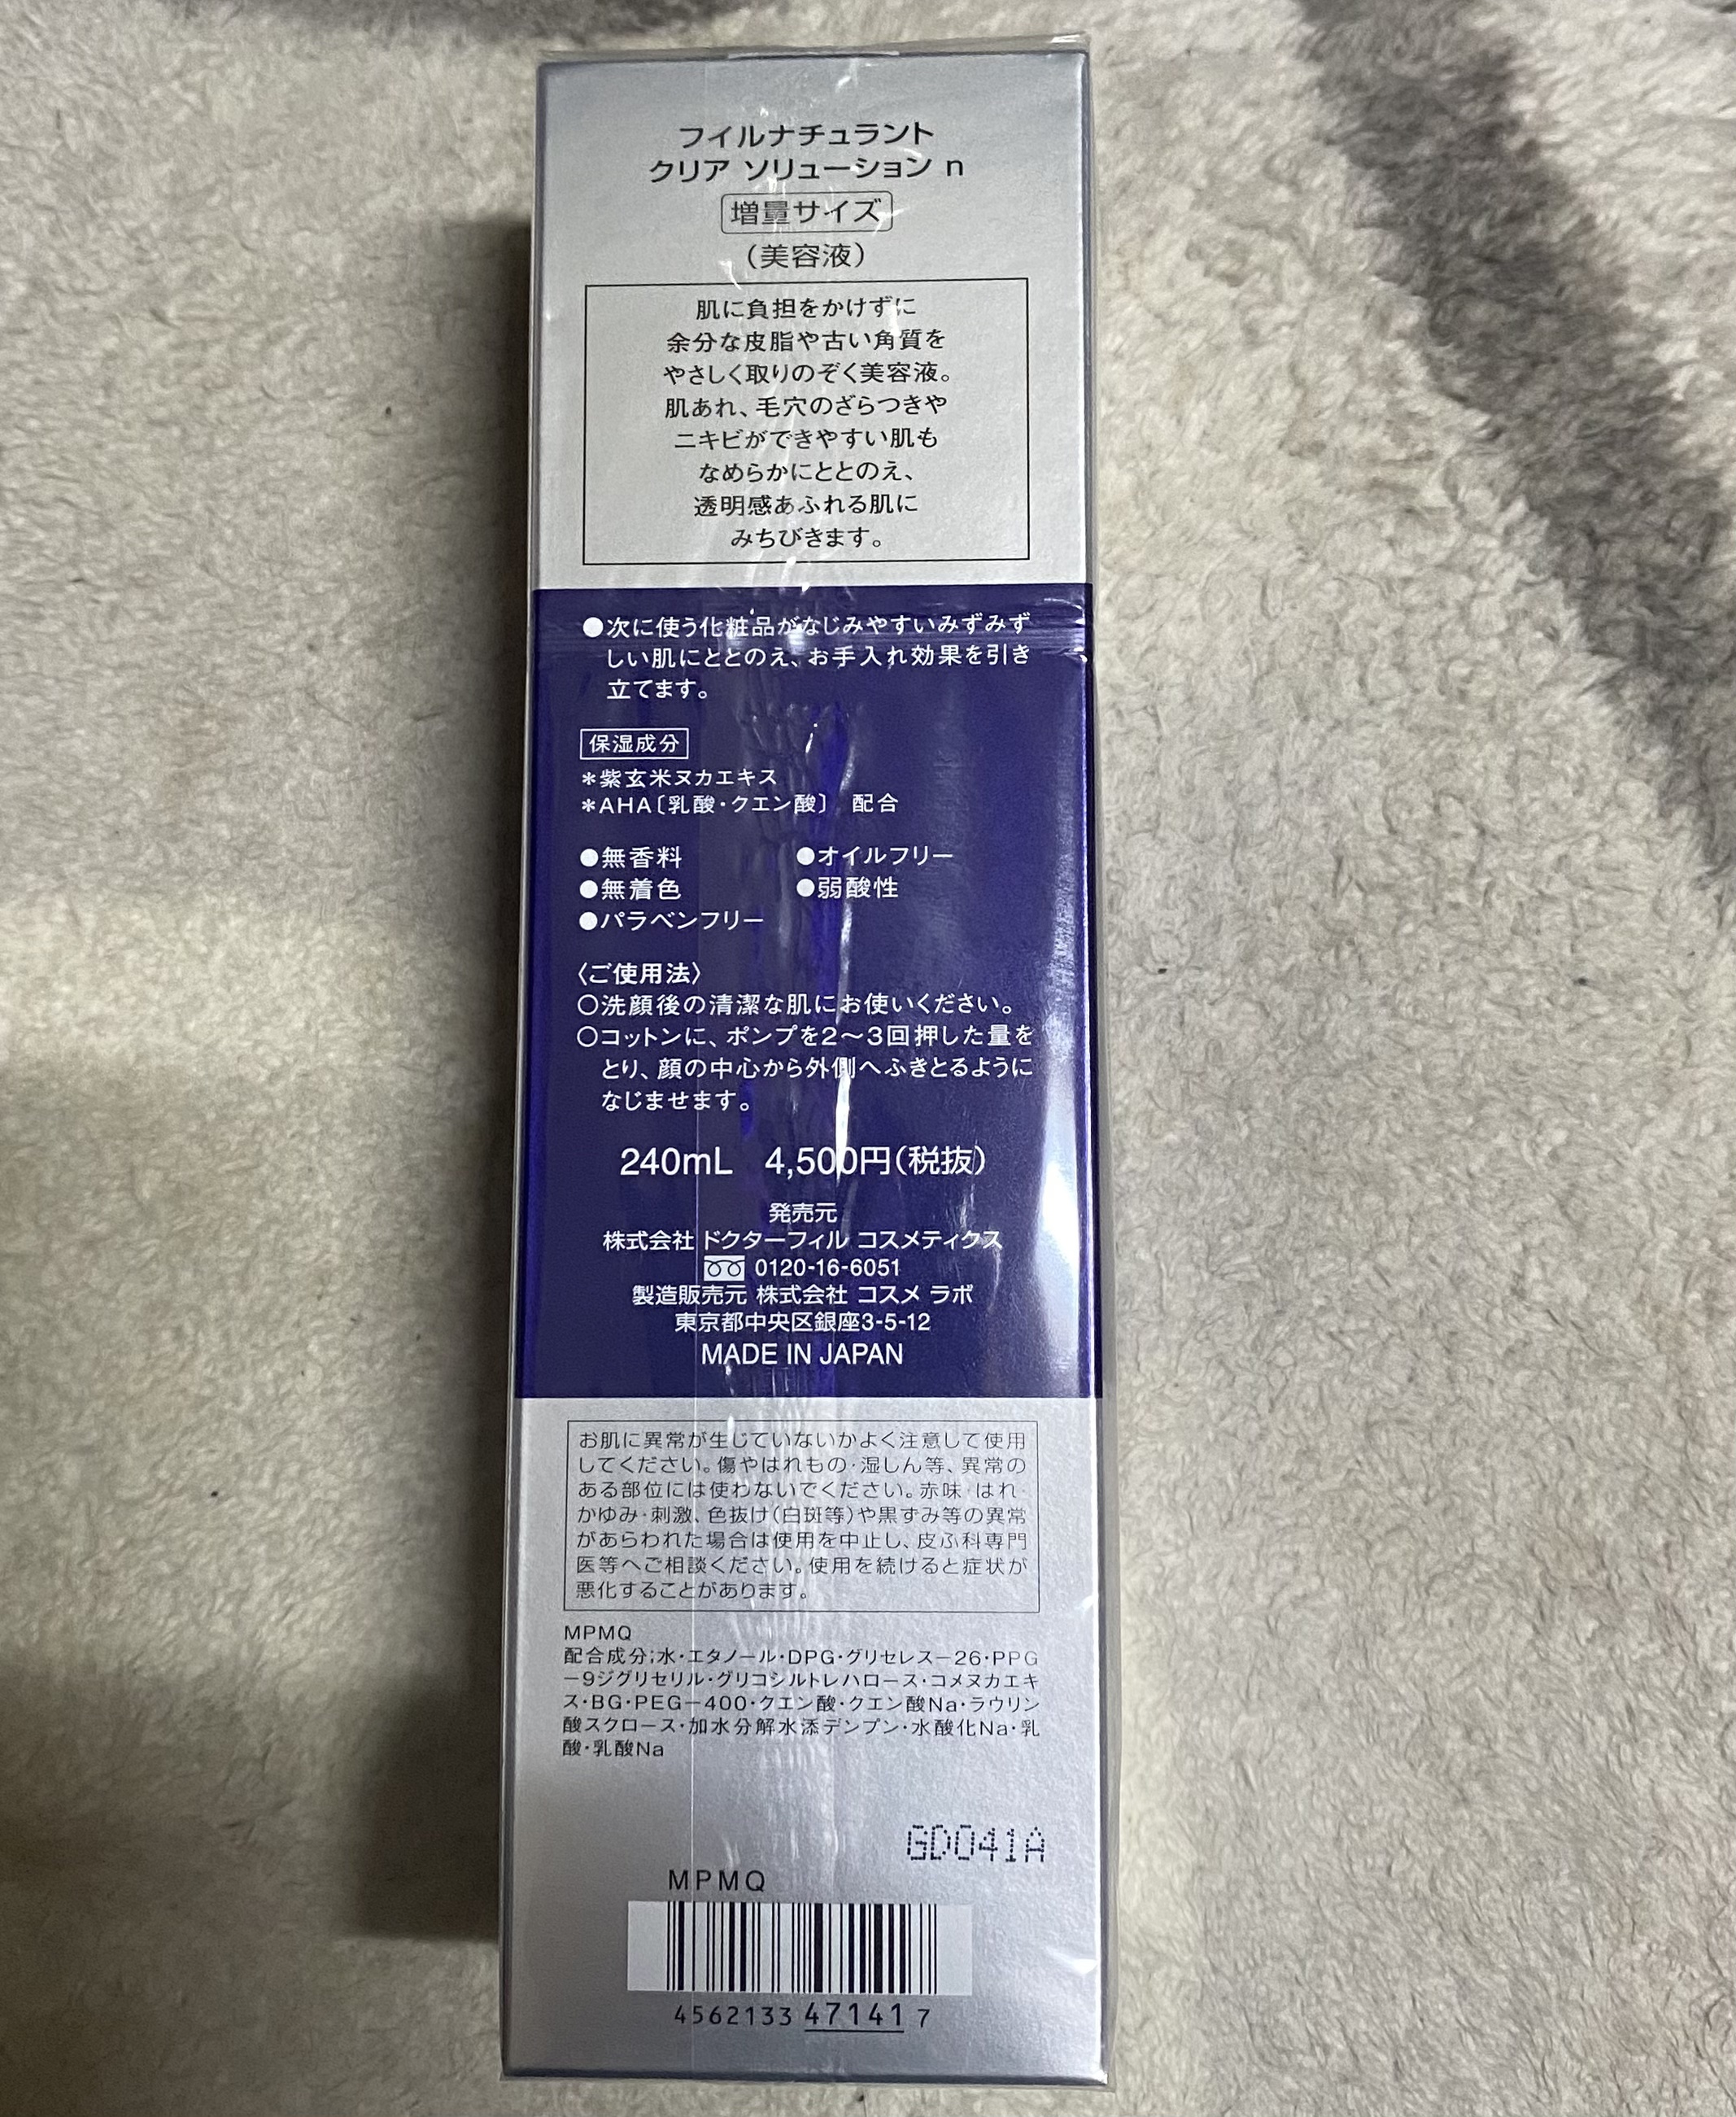 フイルナチュラント
クリア ソリューション n
増量サイズ
（美容液）
肌に負担をかけずに
余分な皮脂や古い角質を
やさしく取りのぞく美容液。
肌あれ、毛穴のざらつきや
ニキビができやすい肌も
なめらかにととのえ、
透明感あふれる肌に
みちびきます。
●次に使う化粧品がなじみやすいみずみず
しい肌にととのえ、お手入れ効果を引き
立てます。
保湿成分
＊紫玄米ヌカエキス
＊AHA〔乳酸・クエン酸〕 配合
●無香料 ●オイルフリー
●無着色 ●弱酸性
●パラベンフリー
〈ご使用法〉
○洗顔後の清潔な肌にお使いください。
○コットンに、ポンプを2〜3回押した量を
とり、顔の中心から外側へふきとるように
なじませます。
240mL 4,500円（税抜）
発売元
株式会社 ドクターフィル コスメティクス
0120-16-6051
製造販売元 株式会社 コスメ ラボ
東京都中央区銀座3-5-12
MADE IN JAPAN
お肌に異常が生じていないかよく注意して使用
してください。傷やはれもの・湿しん等、異常の
ある部位には使わないでください。赤味・はれ・
かゆみ・刺激、色抜け（白斑等）や黒ずみ等の異常
があらわれた場合は使用を中止し、皮ふ科専門
医等へご相談ください。使用を続けると症状が
悪化することがあります。
MPMQ
配合成分；水・エタノール・DPG・グリセレス－26・PPG
－9ジグリセリル・グリコシルトレハロース・コメヌカエキ
ス・BG・PEG－400・クエン酸・クエン酸Na・ラウリン
酸スクロース・加水分解水添デンプン・水酸化Na・乳
酸・乳酸Na
GD041A
MPMQ
4562133 47141 7